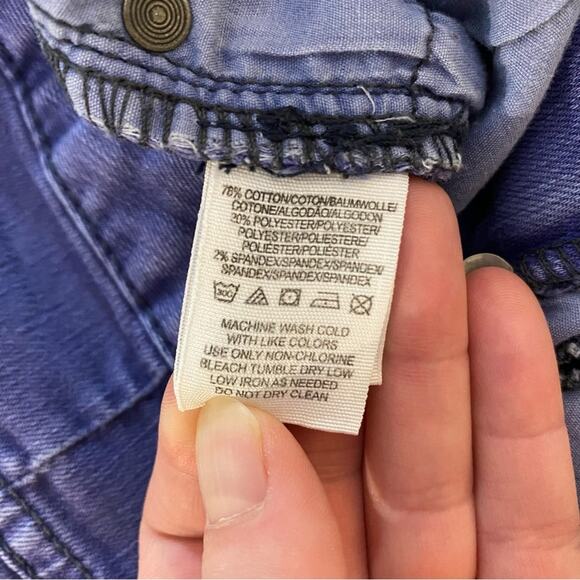 78% COTTON/COTON/BAUMWOLLE/
COTONE/ALGODÃO/ALGODON
20% POLYESTER/POLYESTER/
POLYESTER/POLIESTERE/
POLIÉSTER/POLIESTER
2% SPANDEX/SPANDEX/SPANDEX/
SPANDEX/SPANDEX/SPANDEX
MACHINE WASH COLD
WITH LIKE COLORS
USE ONLY NON-CHLORINE
BLEACH TUMBLE DRY LOW
LOW IRON AS NEEDED
DO NOT DRY CLEAN